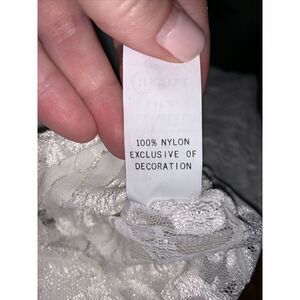 100% NYLON
EXCLUSIVE OF
DECORATION